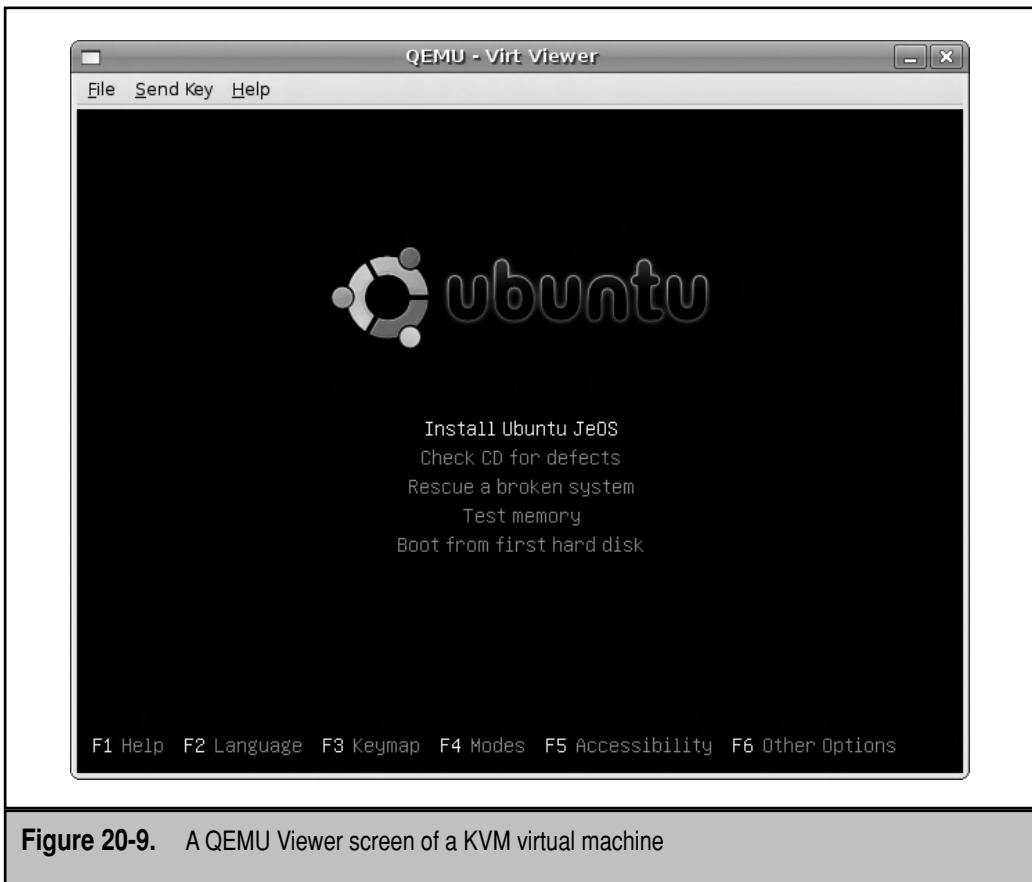 QEMU - Virt Viewer
File Send Key Help
ubuntu
Install Ubuntu JeOS
Check CD for defects
Rescue a broken system
Test memory
Boot from first hard disk
F1 Help F2 Language F3 Keymap F4 Modes F5 Accessibility F6 Other Options
Figure 20-9. A QEMU Viewer screen of a KVM virtual machine